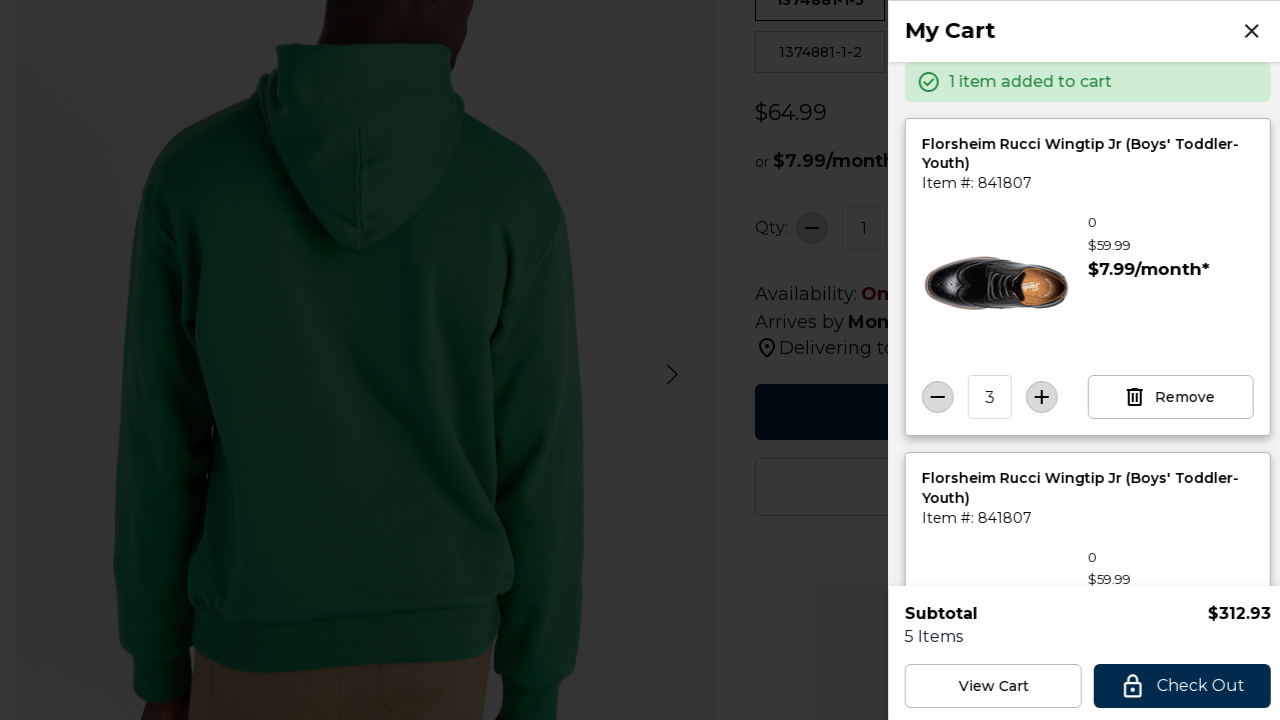 1374881-1-3
1374881-1-2
$64.99
or $7.99/month
Qty:
1
Availability: On
Arrives by Mon
Delivering to
My Cart
1 item added to cart
Florsheim Rucci Wingtip Jr (Boys' Toddler-
Youth)
Item #: 841807
0
$59.99
$7.99/month*
3
Remove
Florsheim Rucci Wingtip Jr (Boys' Toddler-
Youth)
Item #: 841807
0
$59.99
Subtotal $312.93
5 Items
View Cart
Check Out